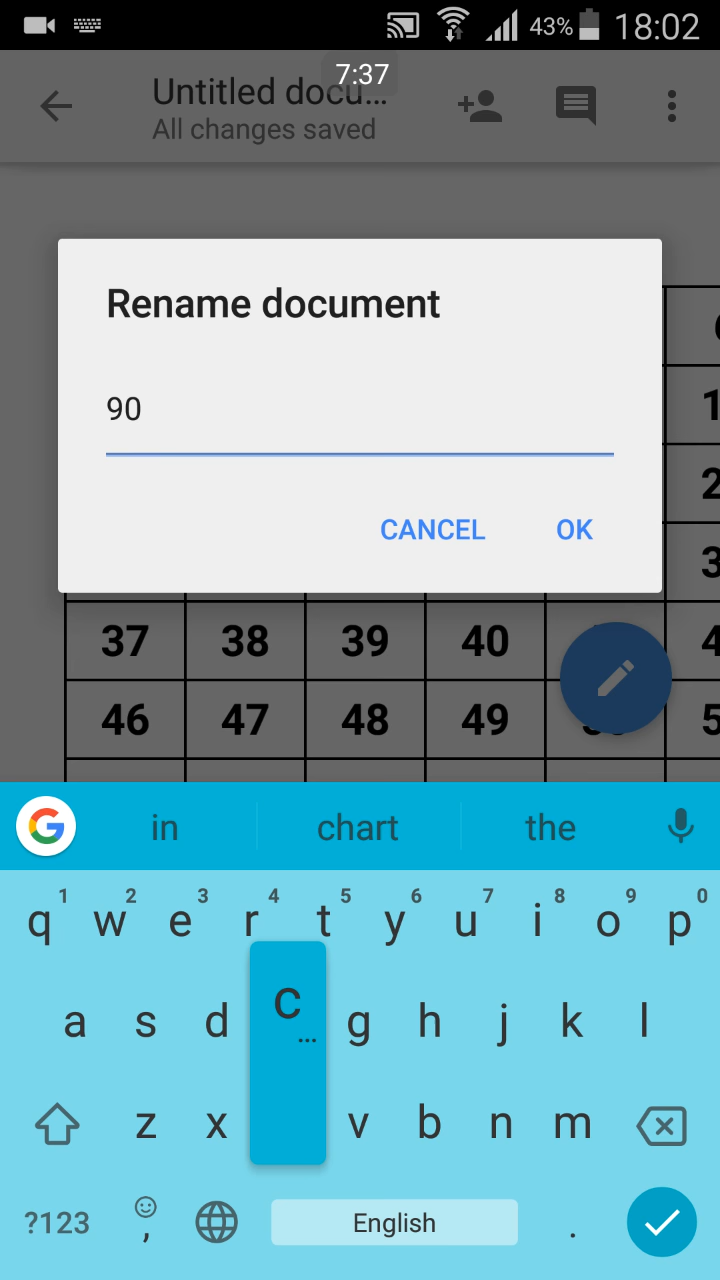 43% 18:02
7:37
Untitled docu...
All changes saved
Rename document
90
CANCEL OK
37 38 39 40
46 47 48 49
in chart the
1 2 3 4 5 6 7 8 9 0
q w e r t y u i o p
a s d c g h j k l
...
z x v b n m
?123 , English .